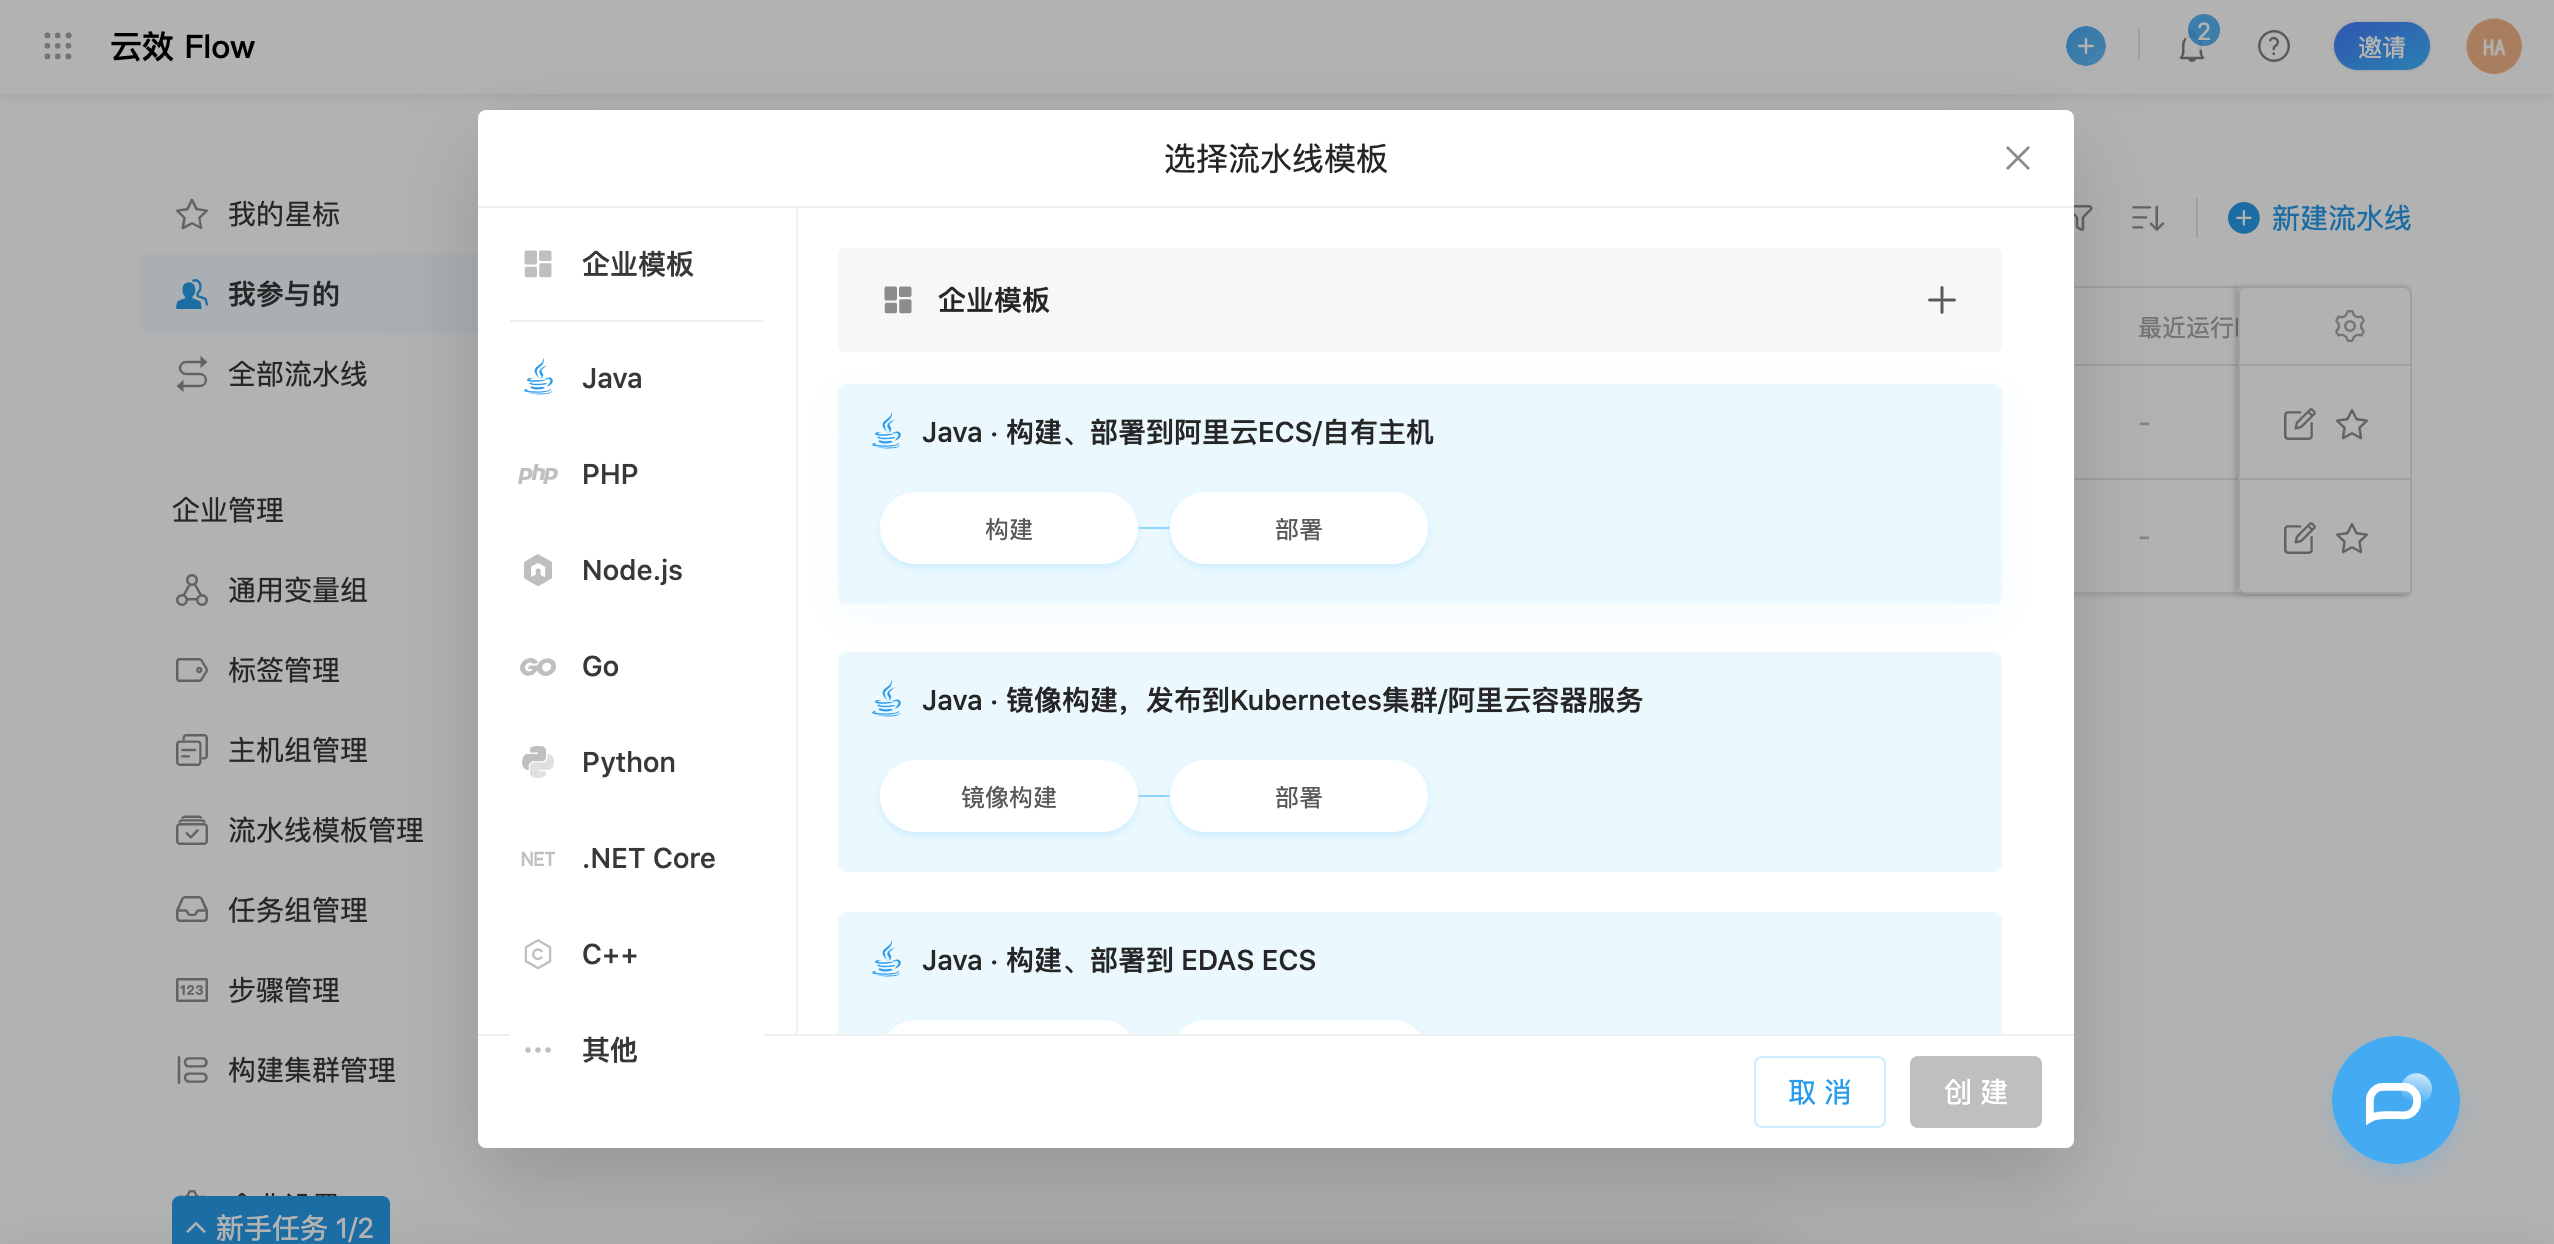 云效 Flow
2
邀请
HA
我的星标
我参与的
全部流水线
企业管理
通用变量组
标签管理
主机组管理
流水线模板管理
任务组管理
123
步骤管理
构建集群管理
新手任务 1/2
新建流水线
最近运行
-
-
选择流水线模板
企业模板
Java
php
PHP
Node.js
GO
Go
Python
NET
.NET Core
C
C++
其他
企业模板
Java · 构建、部署到阿里云ECS/自有主机
构建
部署
Java · 镜像构建，发布到Kubernetes集群/阿里云容器服务
镜像构建
部署
Java · 构建、部署到 EDAS ECS
取 消
创 建